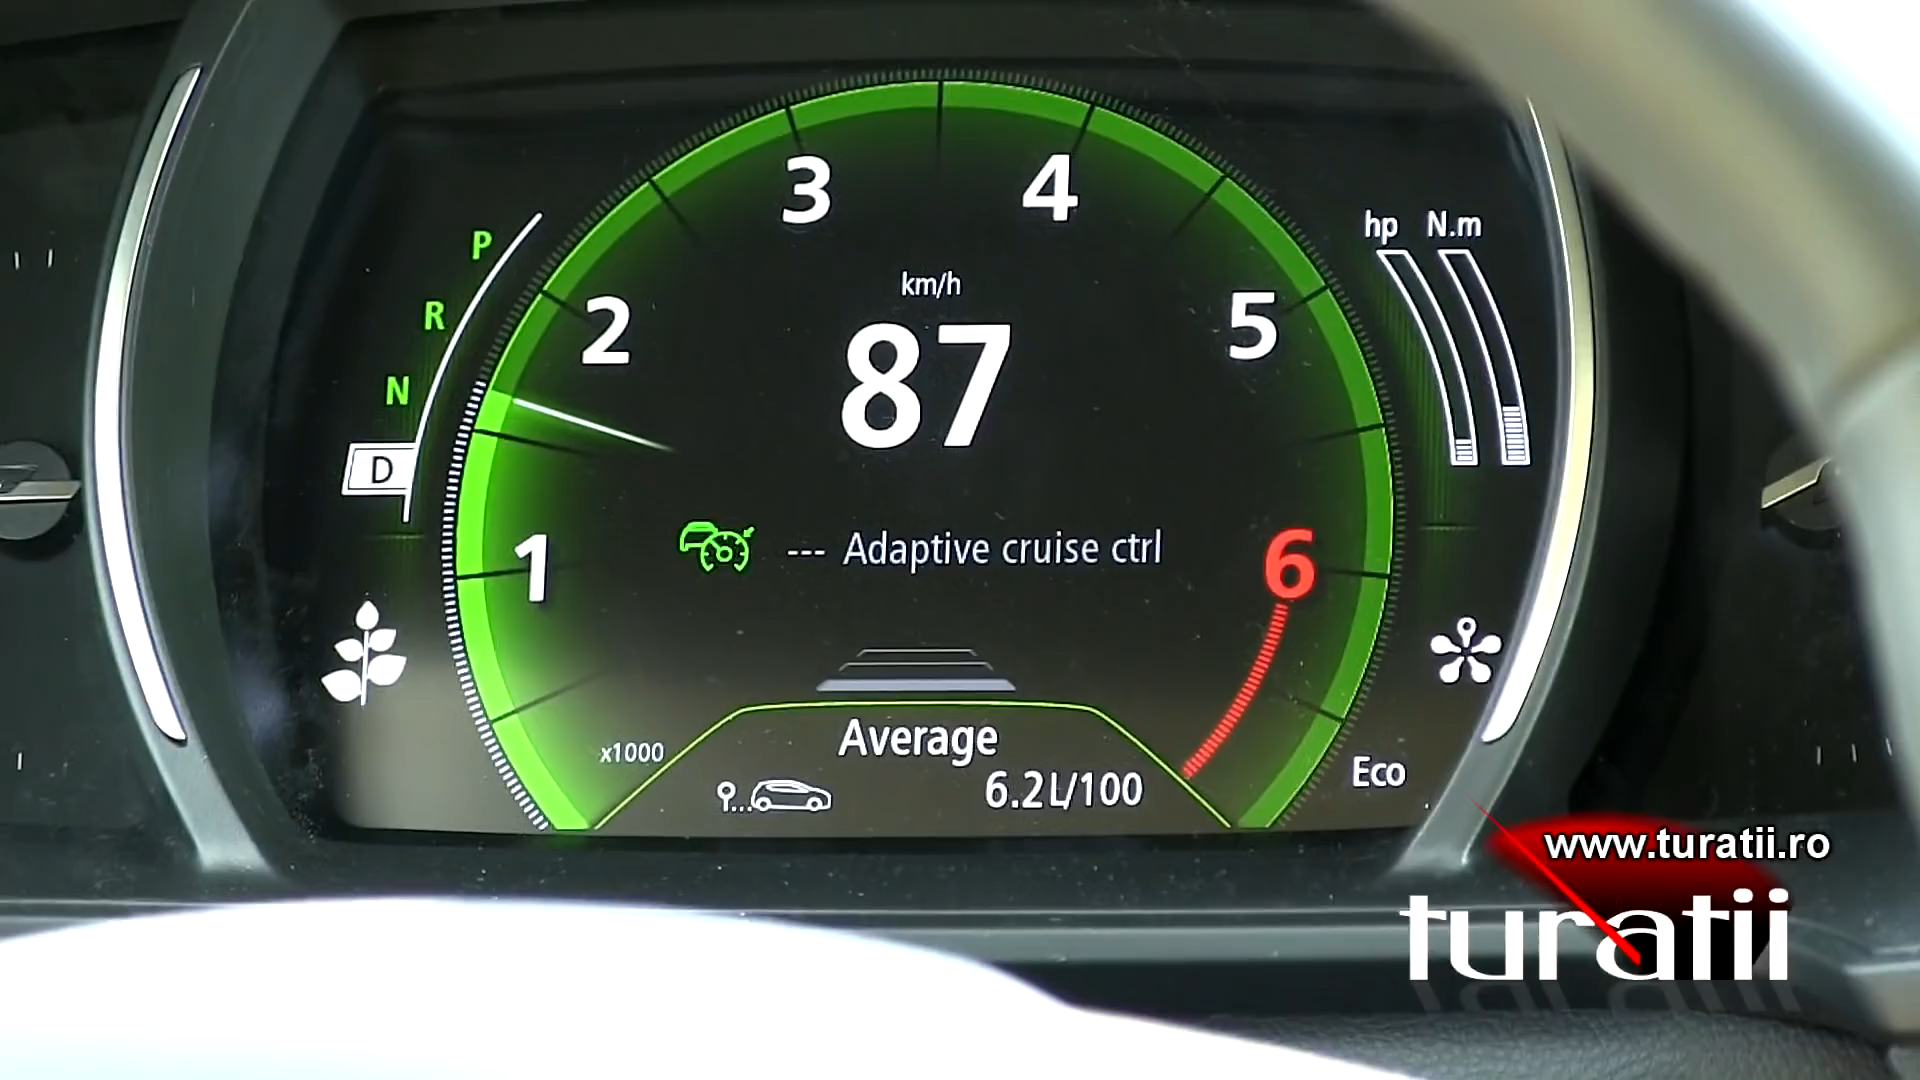 3
4
P
hp N.m
R
km/h
2
5
87
N
D
1
--- Adaptive cruise ctrl
6
Average
x1000
6.2L/100
Eco
www.turatii.ro
turatii